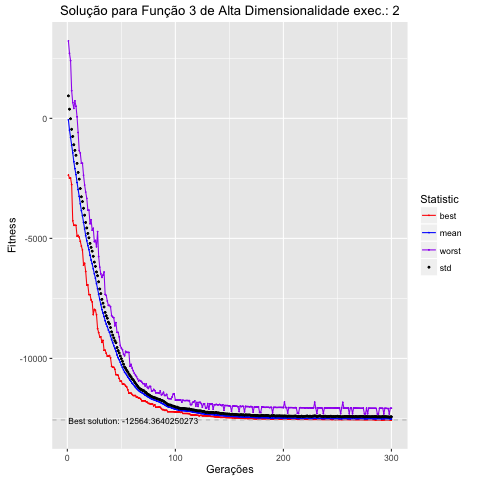 Solução para Função 3 de Alta Dimensionalidade exec.: 2
Fitness
0
-5000
-10000
Best solution: -12564.3640250273
0
100
200
300
Gerações
Statistic
best
mean
worst
std